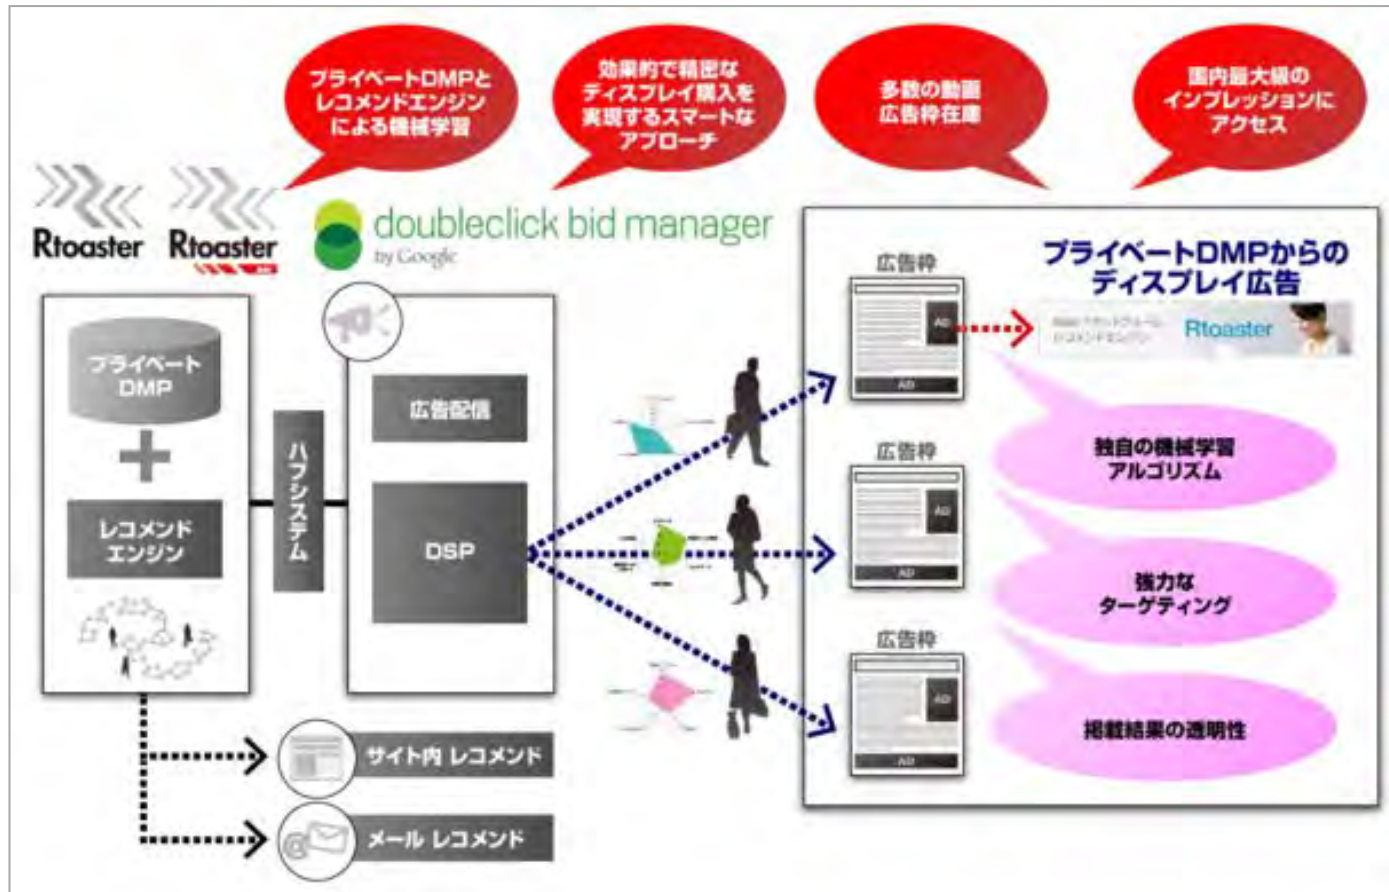 プライベートDMPと
レコメンドエンジン
による機械学習
効果的で精密な
ディスプレイ購入を
実現するスマートな
アプローチ
多数の動画
広告枠在庫
国内最大級の
インプレッションに
アクセス
Rtoaster
Rtoaster
doubleclick bid manager
by Google
プライベート
DMP
レコメンド
エンジン
ハブシステム
広告配信
DSP
サイト内 レコメンド
メール レコメンド
広告枠
AD
AD
広告枠
AD
AD
広告枠
AD
AD
プライベートDMPからの
ディスプレイ広告
レコメンドエンジン
Rtoaster
独自の機械学習
アルゴリズム
強力な
ターゲティング
掲載結果の透明性